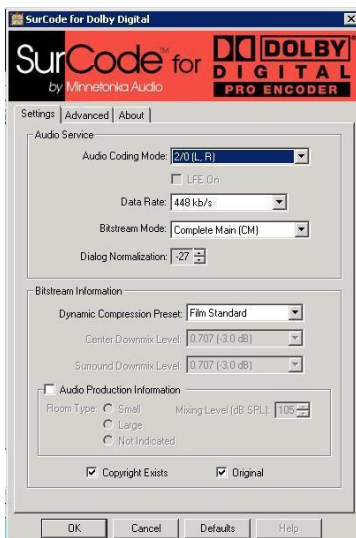 SurCode for Dolby Digital
SurCode™ for DOLBY
by Minnetonka Audio DIGITAL
PRO ENCODER
Settings Advanced About
Audio Service
Audio Coding Mode: 2/0 (L, R)
LFE On
Data Rate: 448 kb/s
Bitstream Mode: Complete Main (CM)
Dialog Normalization: -27
Bitstream Information
Dynamic Compression Preset: Film Standard
Center Downmix Level: 0.707 (-3.0 dB)
Surround Downmix Level: 0.707 (-3.0 dB)
Audio Production Information
Room Type: Small Mixing Level (dB SPL): 105
Large
Not Indicated
Copyright Exists Original
OK Cancel Defaults Help